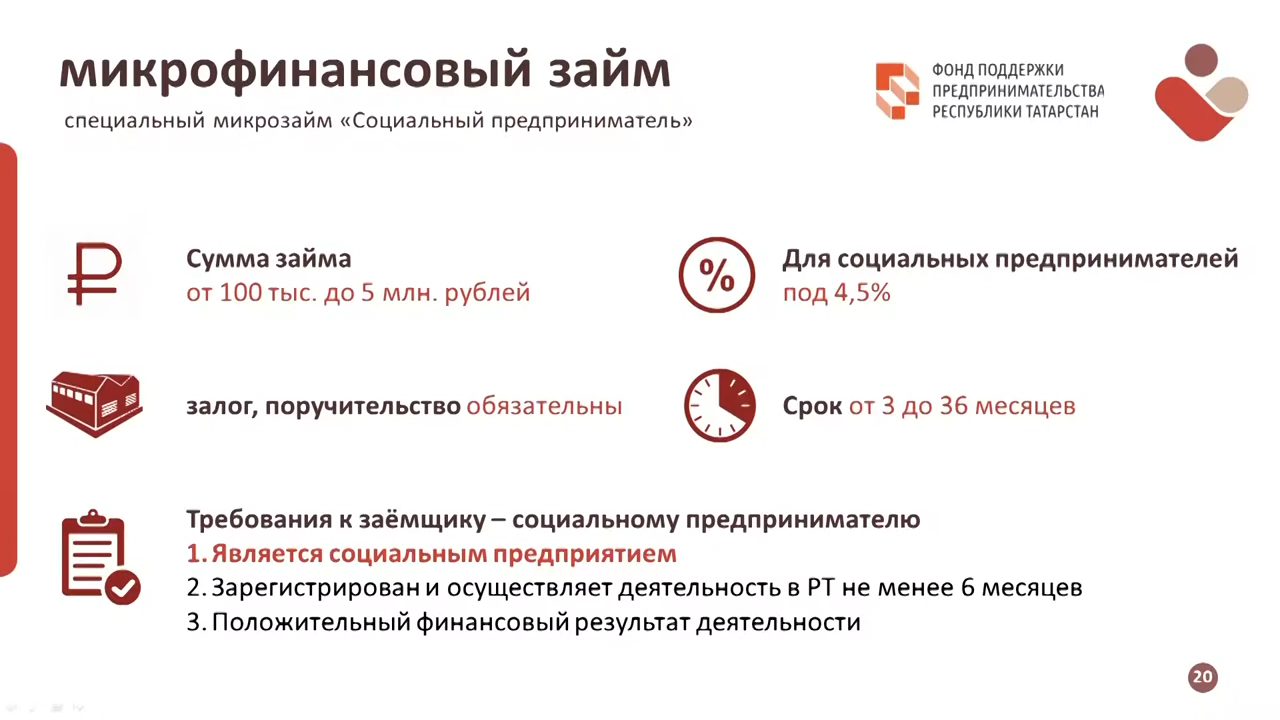 микрофинансовый займ
специальный микрозайм «Социальный предприниматель»
ФОНД ПОДДЕРЖКИ
ПРЕДПРИНИМАТЕЛЬСТВА
РЕСПУБЛИКИ ТАТАРСТАН
Сумма займа
от 100 тыс. до 5 млн. рублей
%
Для социальных предпринимателей
под 4,5%
залог, поручительство обязательны
Срок от 3 до 36 месяцев
Требования к заёмщику – социальному предпринимателю
1. Является социальным предприятием
2. Зарегистрирован и осуществляет деятельность в РТ не менее 6 месяцев
3. Положительный финансовый результат деятельности
20